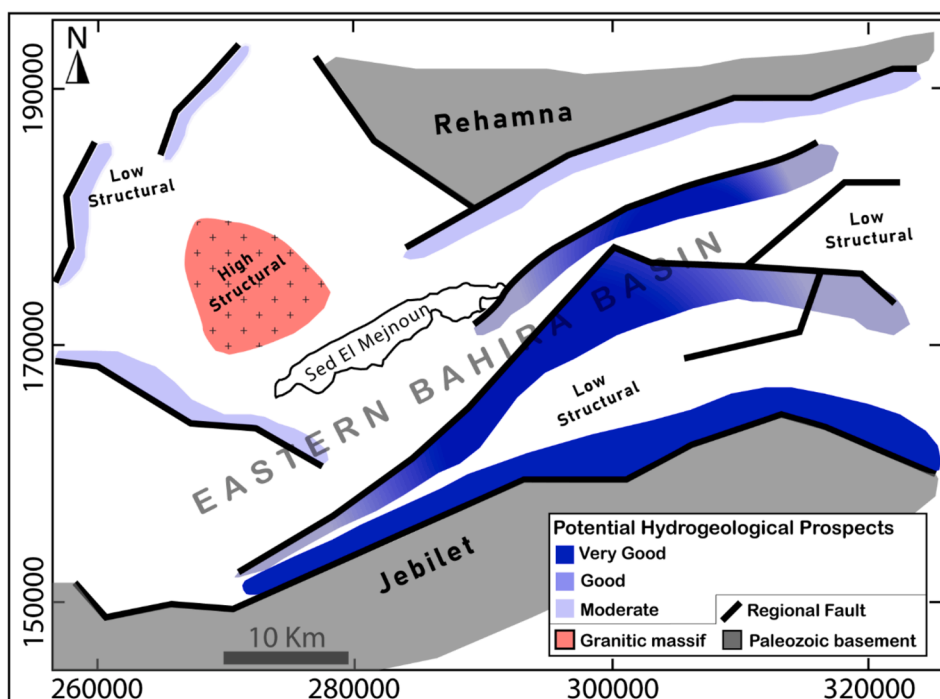 N
190000
170000
150000
Rehamna
Low
Structural
High
Structural
Low
Structural
Sed El Mejnoun
EASTERN BAHIRA BASIN
Low
Structural
Jebilet
10 Km
Potential Hydrogeological Prospects
Very Good
Good
Moderate
Regional Fault
Granitic massif
Paleozoic basement
260000
280000
300000
320000